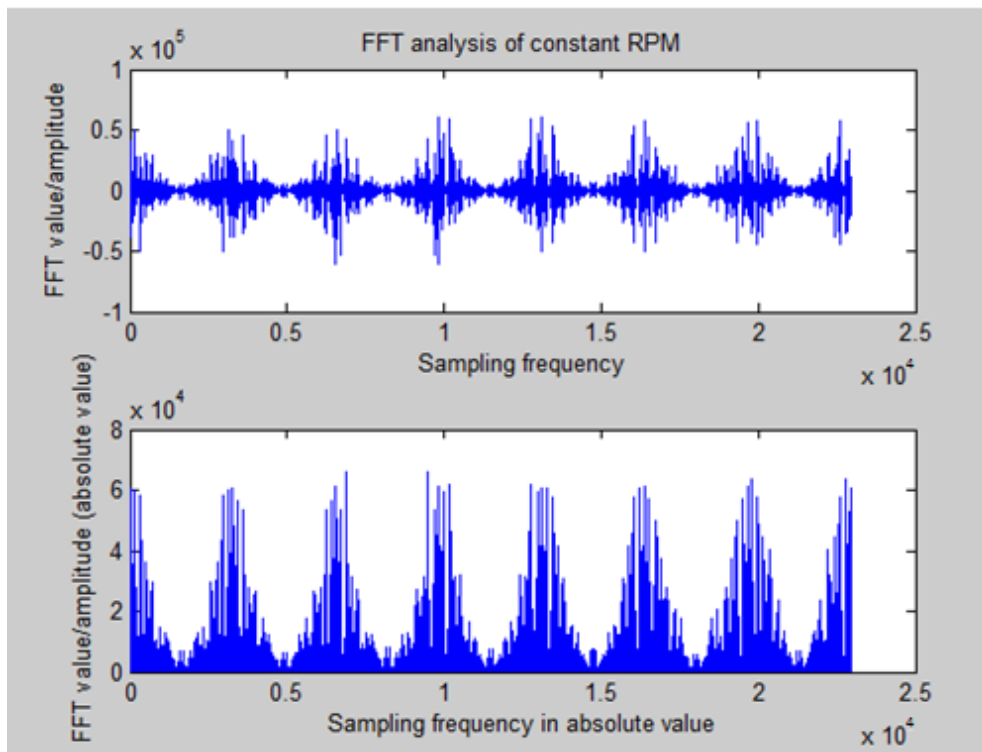 FFT analysis of constant RPM
x 10^5
1
0.5
0
-0.5
-1
FFT value/amplitude
0 0.5 1 1.5 2 2.5
Sampling frequency
x 10^4
x 10^4
8
6
4
2
0
FFT value/amplitude (absolute value)
0 0.5 1 1.5 2 2.5
Sampling frequency in absolute value
x 10^4